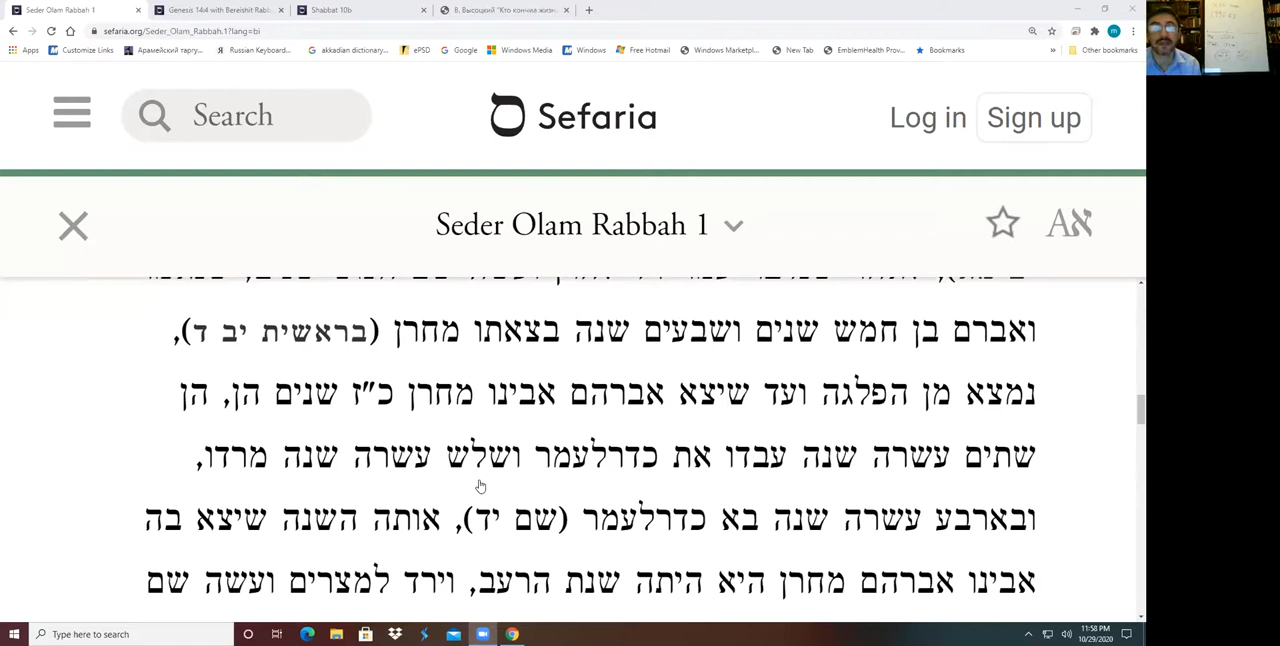 Seder Olam Rabbah 1
Genesis 14:4 with Bereishit Rabb
Shabbat 10b
В. Высоцкий "Кто кончил жизн
sefaria.org/Seder_Olam_Rabbah.1?lang=bi
Apps Customize Links Арамейский таргу... Russian Keyboard... akkadian dictionary... ePSD Google Windows Media Windows Free Hotmail Windows Marketpl... New Tab EmblemHealth Prov... Bookmarks » Other bookmarks
Search Sefaria Log in Sign up
Seder Olam Rabbah 1 Aא
ואברם בן חמש שנים ושבעים שנה בצאתו מחרן (בראשית יב ד),
נמצא מן הפלגה ועד שיצא אברהם אבינו מחרן כ"ז שנים הן, הן
שתים עשרה שנה עבדו את כדרלעמר ושלש עשרה שנה מרדו,
ובארבע עשרה שנה בא כדרלעמר (שם יד), אותה השנה שיצא בה
אבינו אברהם מחרן היא היתה שנת הרעב, וירד למצרים ועשה שם
Type here to search
11:58 PM
10/29/2020